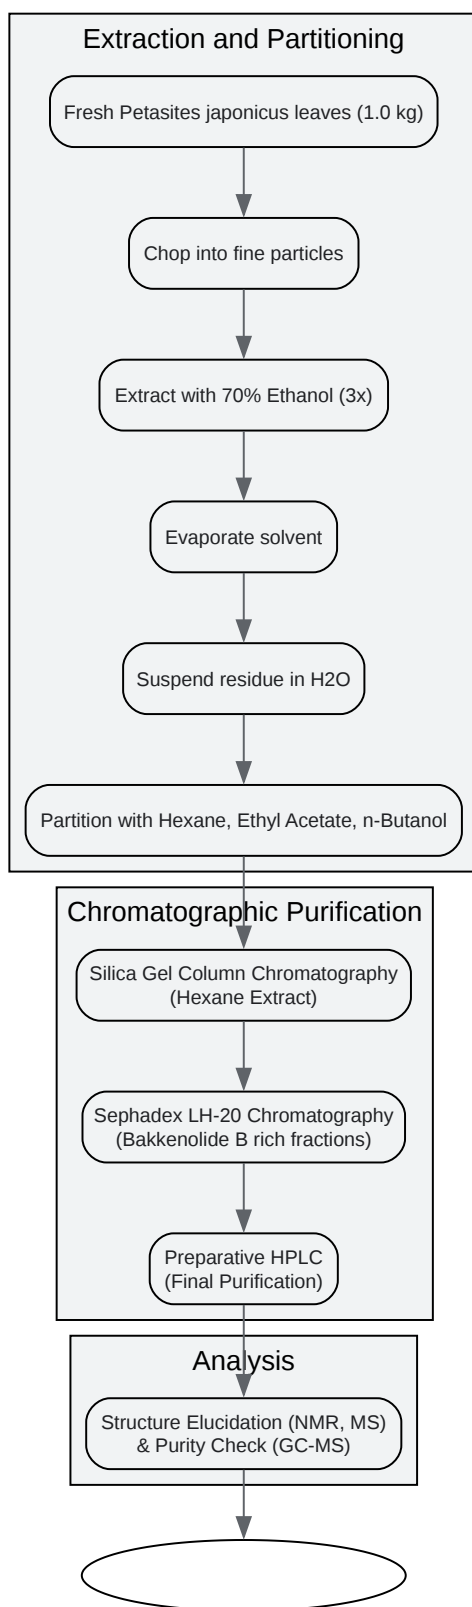 Extraction and Partitioning
Fresh Petasites japonicus leaves (1.0 kg)
Chop into fine particles
Extract with 70% Ethanol (3x)
Evaporate solvent
Suspend residue in H2O
Partition with Hexane, Ethyl Acetate, n-Butanol
Chromatographic Purification
Silica Gel Column Chromatography
(Hexane Extract)
Sephadex LH-20 Chromatography
(Bakkenolide B rich fractions)
Preparative HPLC
(Final Purification)
Analysis
Structure Elucidation (NMR, MS)
& Purity Check (GC-MS)